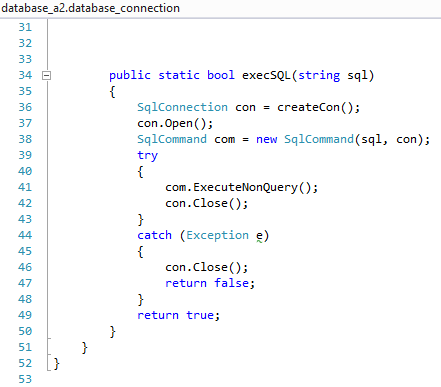 database_a2.database_connection
31
32
33
34 public static bool execSQL(string sql)
35 {
36 SqlConnection con = createCon();
37 con.Open();
38 SqlCommand com = new SqlCommand(sql, con);
39 try
40 {
41 com.ExecuteNonQuery();
42 con.Close();
43 }
44 catch (Exception e)
45 {
46 con.Close();
47 return false;
48 }
49 return true;
50 }
51 }
52 }
53